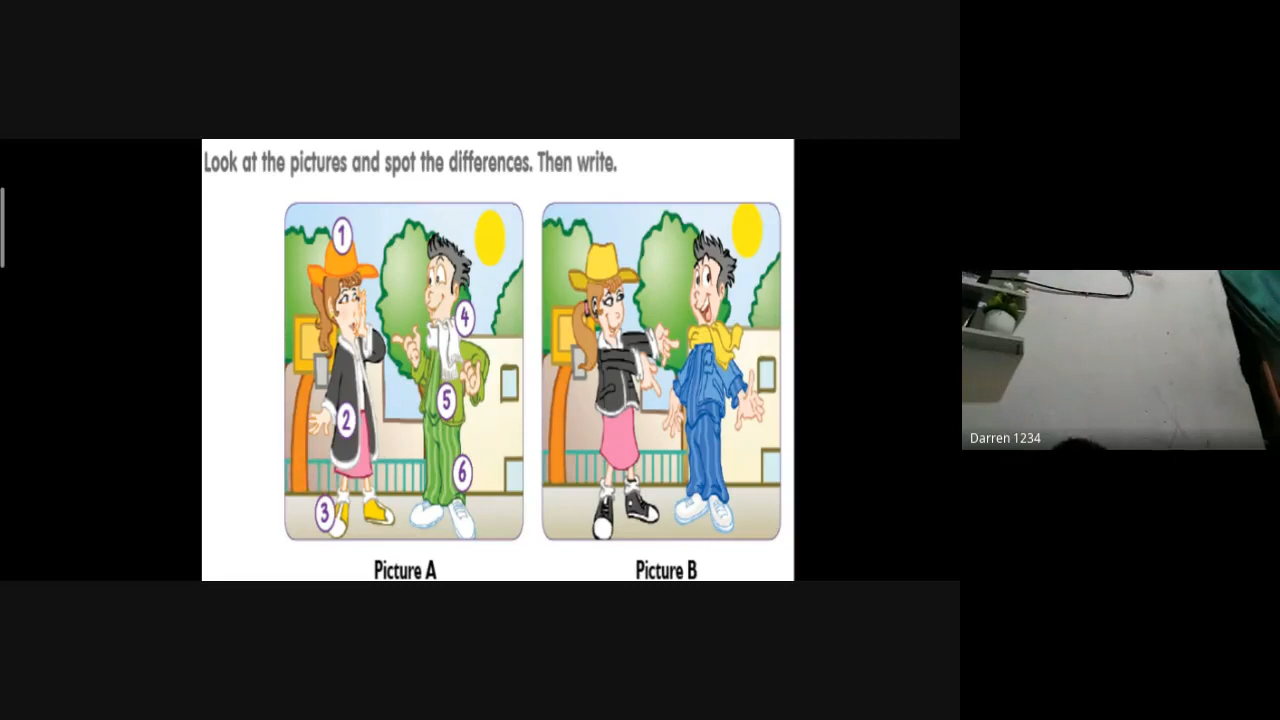 Look at the pictures and spot the differences. Then write.
1
4
5
2
6
3
Picture A
Picture B
Darren 1234